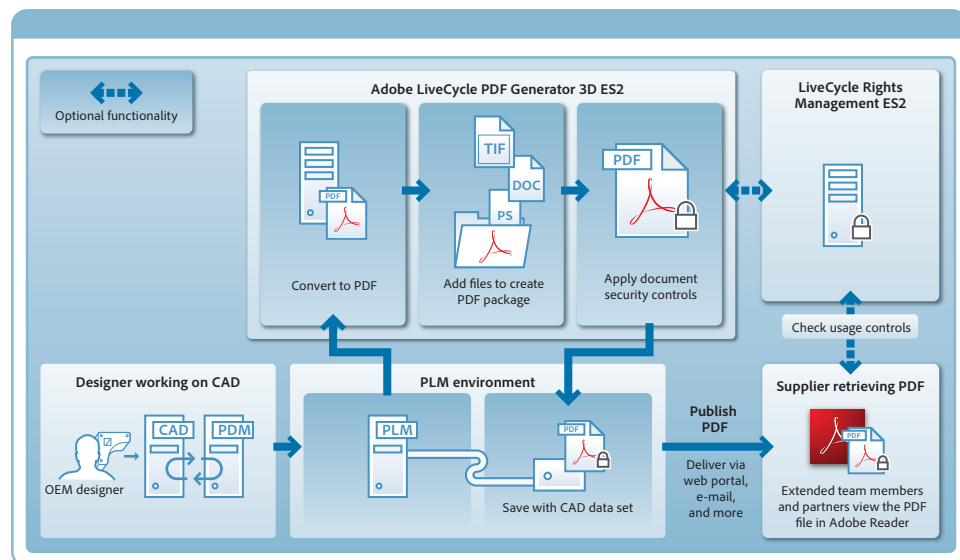 Optional functionality
Adobe LiveCycle PDF Generator 3D ES2
PDF
Convert to PDF
TIF
DOC
PS
Add files to create
PDF package
PDF
Apply document
security controls
LiveCycle Rights
Management ES2
Check usage controls
Designer working on CAD
OEM designer
CAD
PDM
PLM environment
PLM
PDF
Save with CAD data set
Publish
PDF
Deliver via
web portal,
e-mail,
and more
Supplier retrieving PDF
PDF
Extended team members
and partners view the PDF
file in Adobe Reader